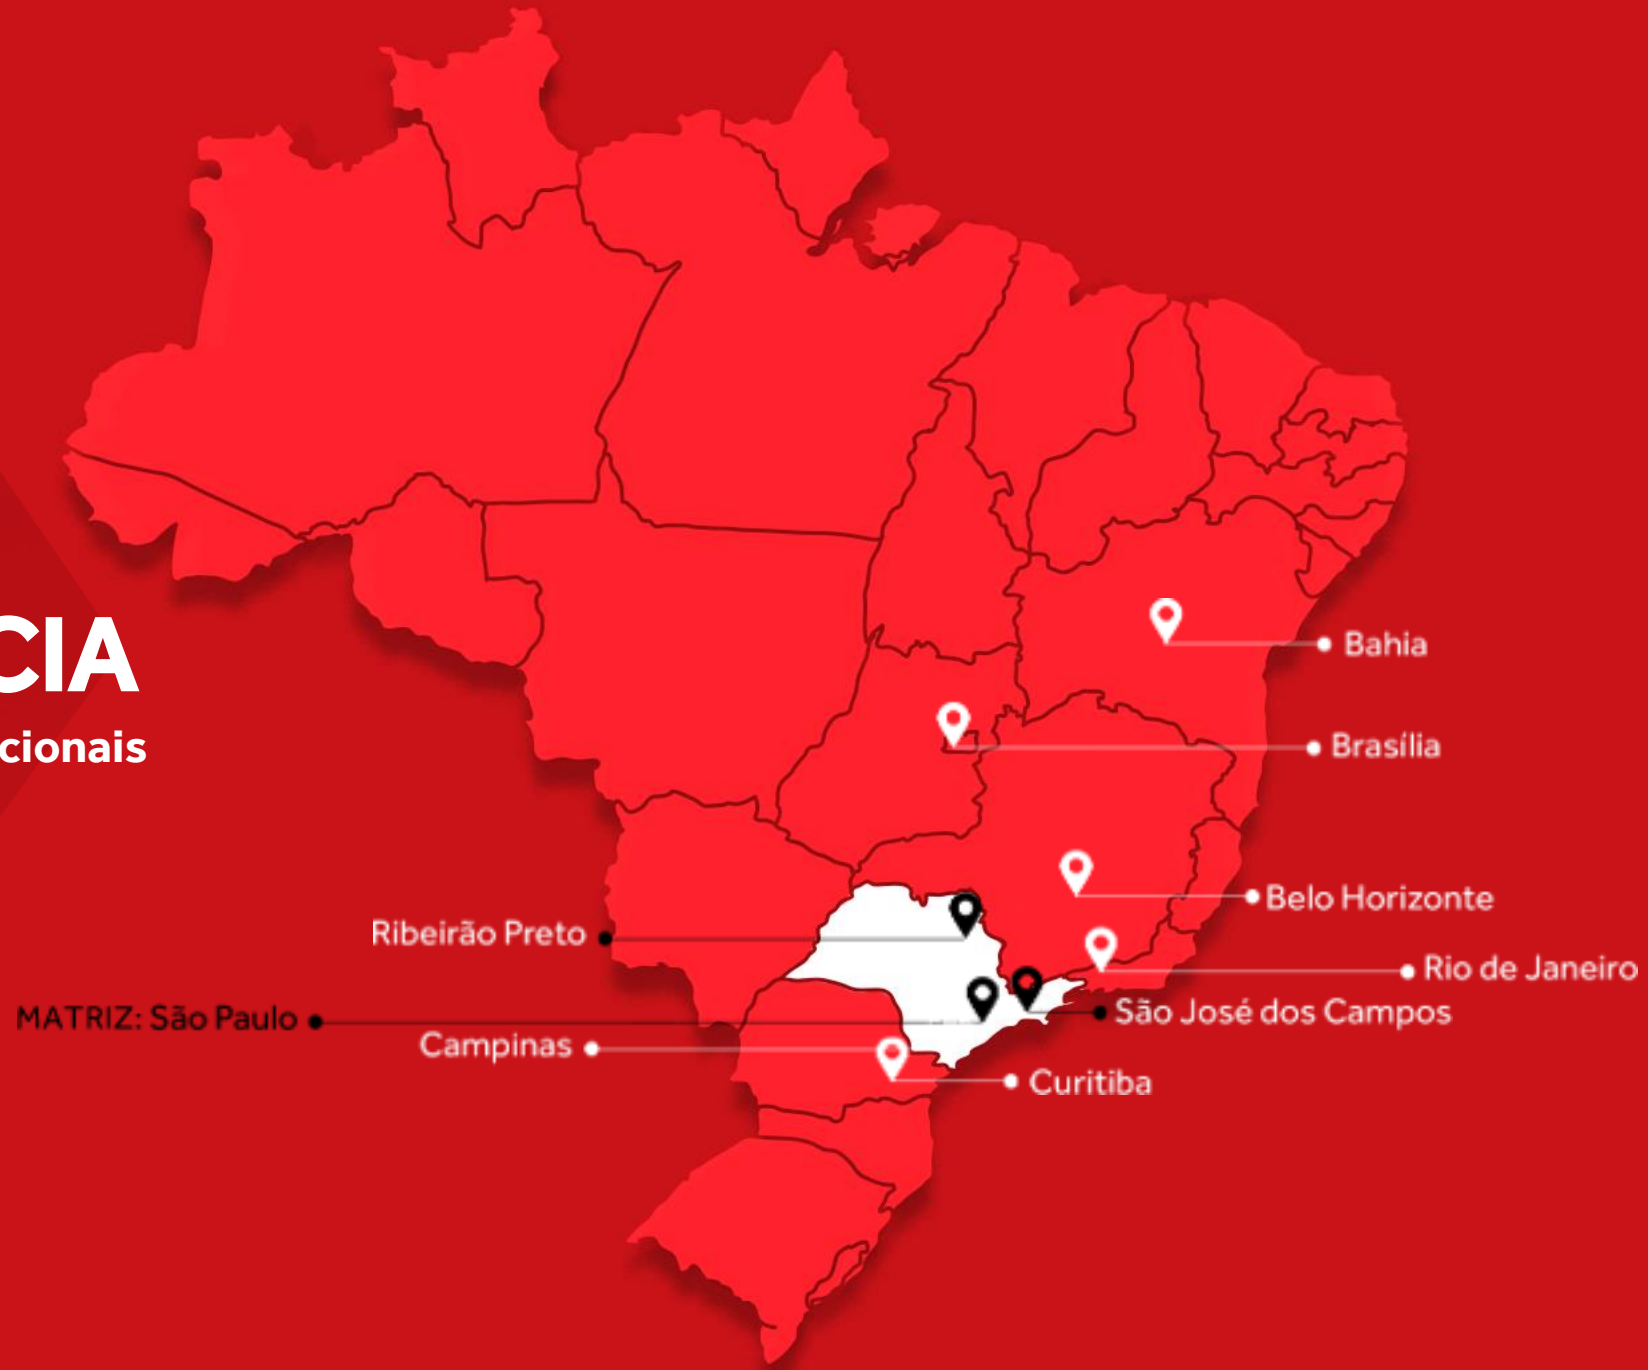 CIA
cionais
Bahia
Brasília
Belo Horizonte
Ribeirão Preto
Rio de Janeiro
São José dos Campos
MATRIZ: São Paulo
Campinas
Curitiba